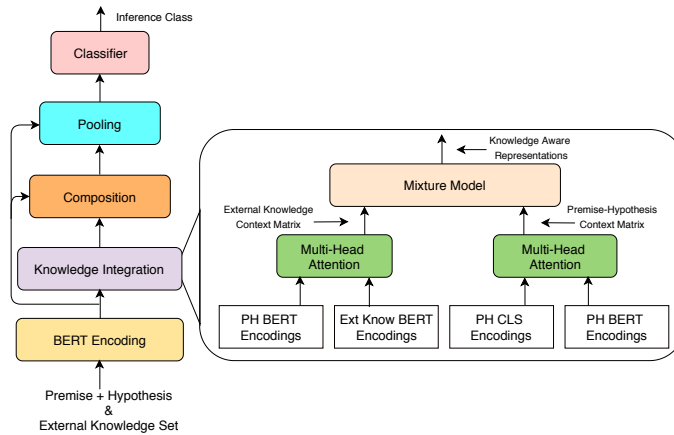 Inference Class
Classifier
Pooling
Composition
Knowledge Integration
BERT Encoding
Premise + Hypothesis
&
External Knowledge Set
Knowledge Aware
Representations
Mixture Model
External Knowledge
Context Matrix
Premise-Hypothesis
Context Matrix
Multi-Head
Attention
Multi-Head
Attention
PH BERT
Encodings
Ext Know BERT
Encodings
PH CLS
Encodings
PH BERT
Encodings